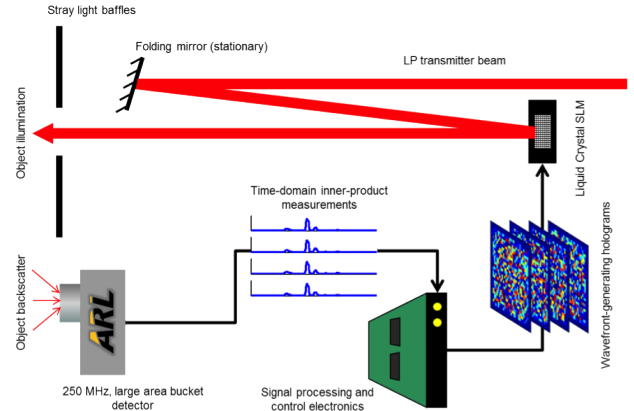 Stray light baffles
Folding mirror (stationary)
LP transmitter beam
Object illumination
Liquid Crystal SLM
Time-domain inner-product
measurements
Wavefront-generating holograms
Object backscatter
ARL
250 MHz, large area bucket
detector
Signal processing and
control electronics